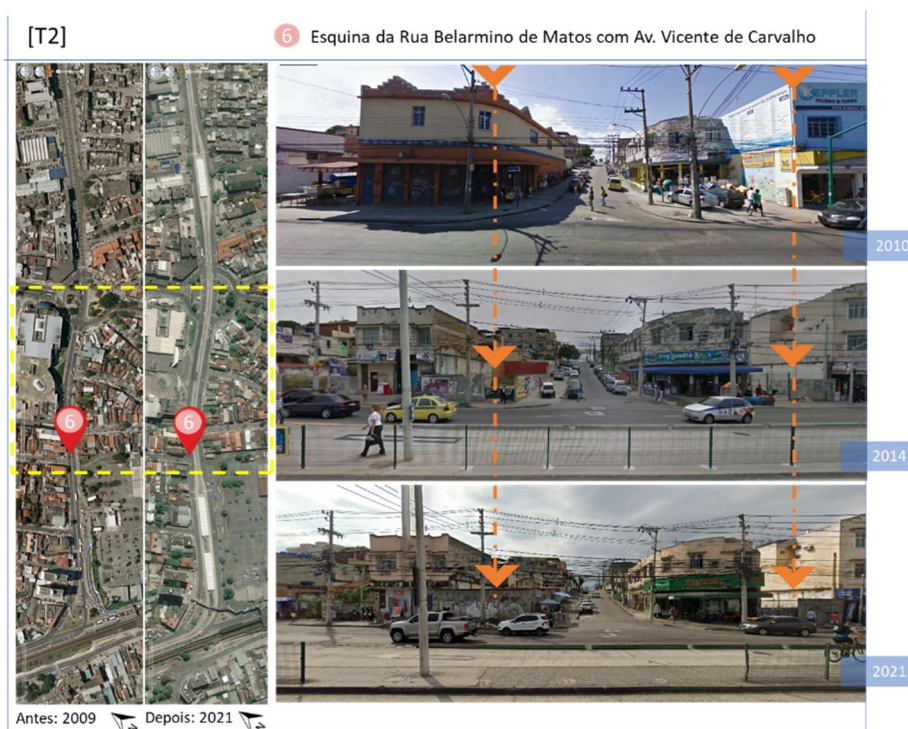 [T2]
6 Esquina da Rua Belarmino de Matos com Av. Vicente de Carvalho
EPPLER
2010
2014
6 6
2021
Antes: 2009 Depois: 2021